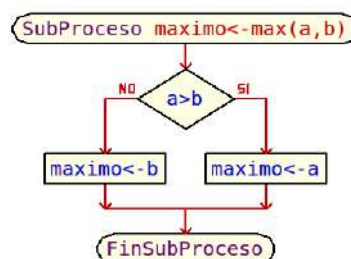 SubProceso maximo<-max(a,b)
NO
a>b
SI
maximo<-b
maximo<-a
FinSubProceso